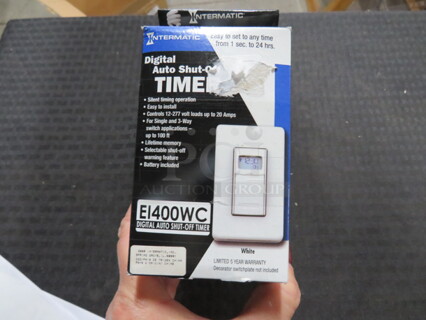 INTERMATIC
INTERMATIC
Easy to set to any time
from 1 sec. to 24 hrs.
Digital
Auto Shut-O
TIME
• Silent timing operation
• Easy to install
• Controls 12-277 volt loads up to 20 Amps
• For Single and 3-Way
switch applications
up to 100 ft
• Lifetime memory
• Selectable shut-off
warning feature
• Battery included
AUCTION GROUP
EI400WC
DIGITAL AUTO SHUT-OFF TIMER
White
LIMITED 5 YEAR WARRANTY
Decorator switchplate not included